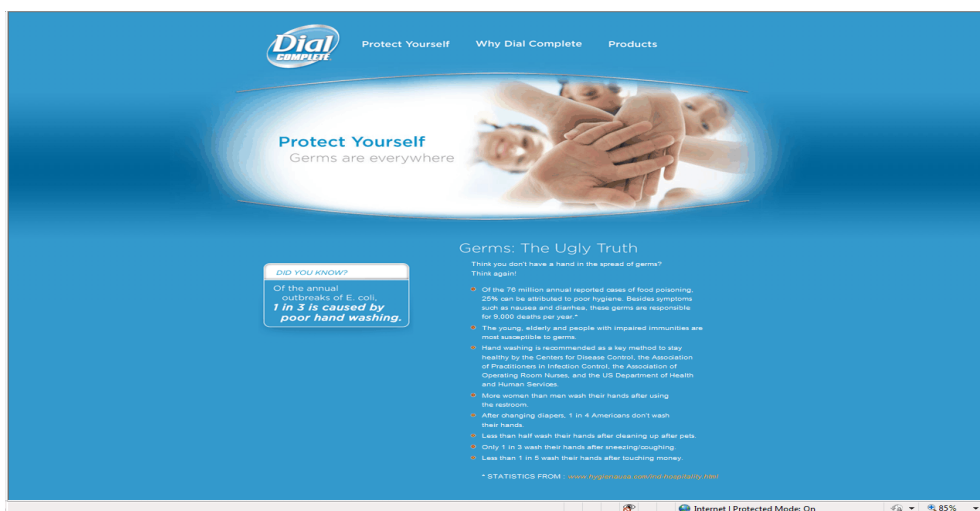 Dial
COMPLETE.
Protect Yourself
Why Dial Complete
Products
Protect Yourself
Germs are everywhere
DID YOU KNOW?
Of the annual
outbreaks of E. coli,
1 in 3 is caused by
poor hand washing.
Germs: The Ugly Truth
Think you don't have a hand in the spread of germs?
Think again!
Of the 76 million annual reported cases of food poisoning,
25% can be attributed to poor hygiene. Besides symptoms
such as nausea and diarrhea, these germs are responsible
for 9,000 deaths per year.*
The young, elderly and people with impaired immunities are
most susceptible to germs.
Hand washing is recommended as a key method to stay
healthy by the Centers for Disease Control, the Association
of Practitioners in Infection Control, the Association of
Operating Room Nurses, and the US Department of Health
and Human Services.
More women than men wash their hands after using
the restroom.
After changing diapers, 1 in 4 Americans don't wash
their hands.
Less than half wash their hands after cleaning up after pets.
Only 1 in 3 wash their hands after sneezing/coughing.
Less than 1 in 5 wash their hands after touching money.
* STATISTICS FROM : www.hygienausa.com/Ird-hospitality.html
Internet | Protected Mode: On
85%